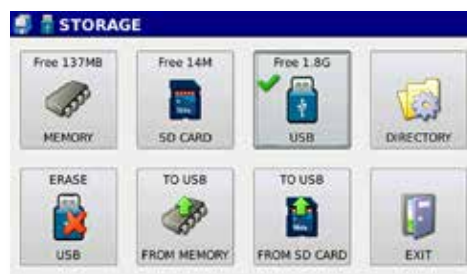 STORAGE
Free 137MB
Free 14M
Free 1.8G
MEMORY
SD CARD
USB
DIRECTORY
ERASE
TO USB
TO USB
USB
FROM MEMORY
FROM SD CARD
EXIT